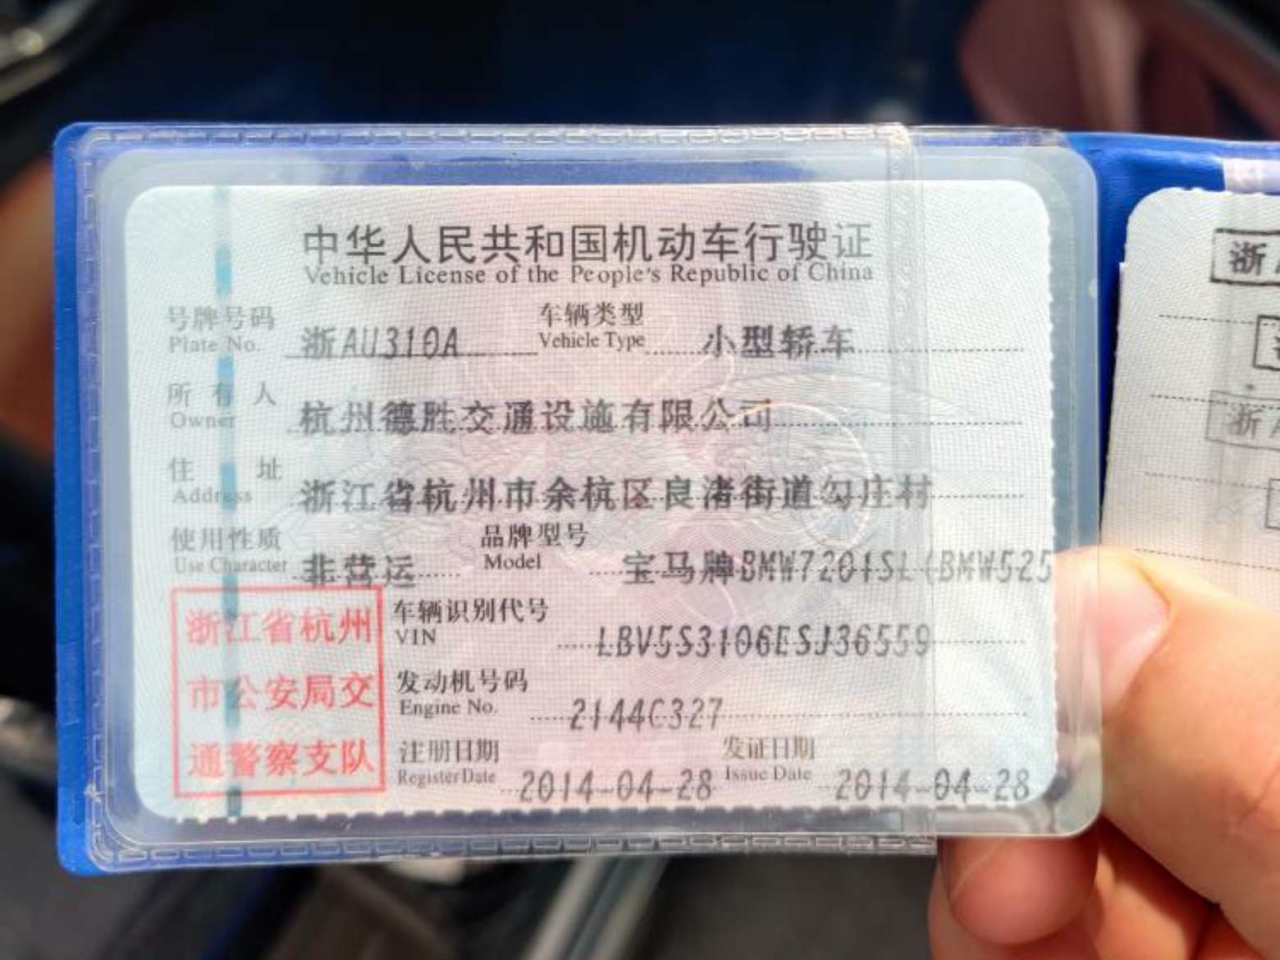 中华人民共和国机动车行驶证
Vehicle License of the People's Republic of China
号牌号码 浙AU310A 车辆类型 小型轿车
Plate No. Vehicle Type
所有人 杭州德胜交通设施有限公司
Owner
住址 浙江省杭州市余杭区良渚街道勾庄村
Address
使用性质 非营运 品牌型号 宝马牌BMW7201SL(BMW525
Use Character Model
浙江省杭州
市公安局交
通警察支队
车辆识别代号 LBV5S3106ESJ36559
VIN
发动机号码 2144C327
Engine No.
注册日期 2014-04-28 发证日期 2014-04-28
Register Date Issue Date
浙
浙